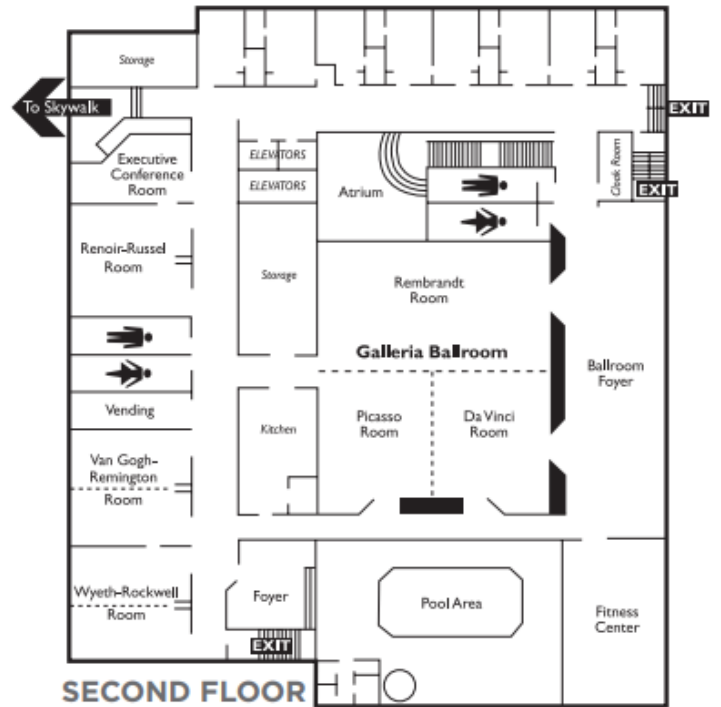 Storage
To Skywalk
EXIT
Executive
Conference
Room
ELEVATORS
ELEVATORS
Atrium
Cloak Room
EXIT
Renoir-Russel
Room
Storage
Rembrandt
Room
Galleria Ballroom
Ballroom
Foyer
Vending
Picasso
Room
Da Vinci
Room
Kitchen
Van Gogh-
Remington
Room
Wyeth-Rockwell
Room
Foyer
Pool Area
Fitness
Center
EXIT
SECOND FLOOR